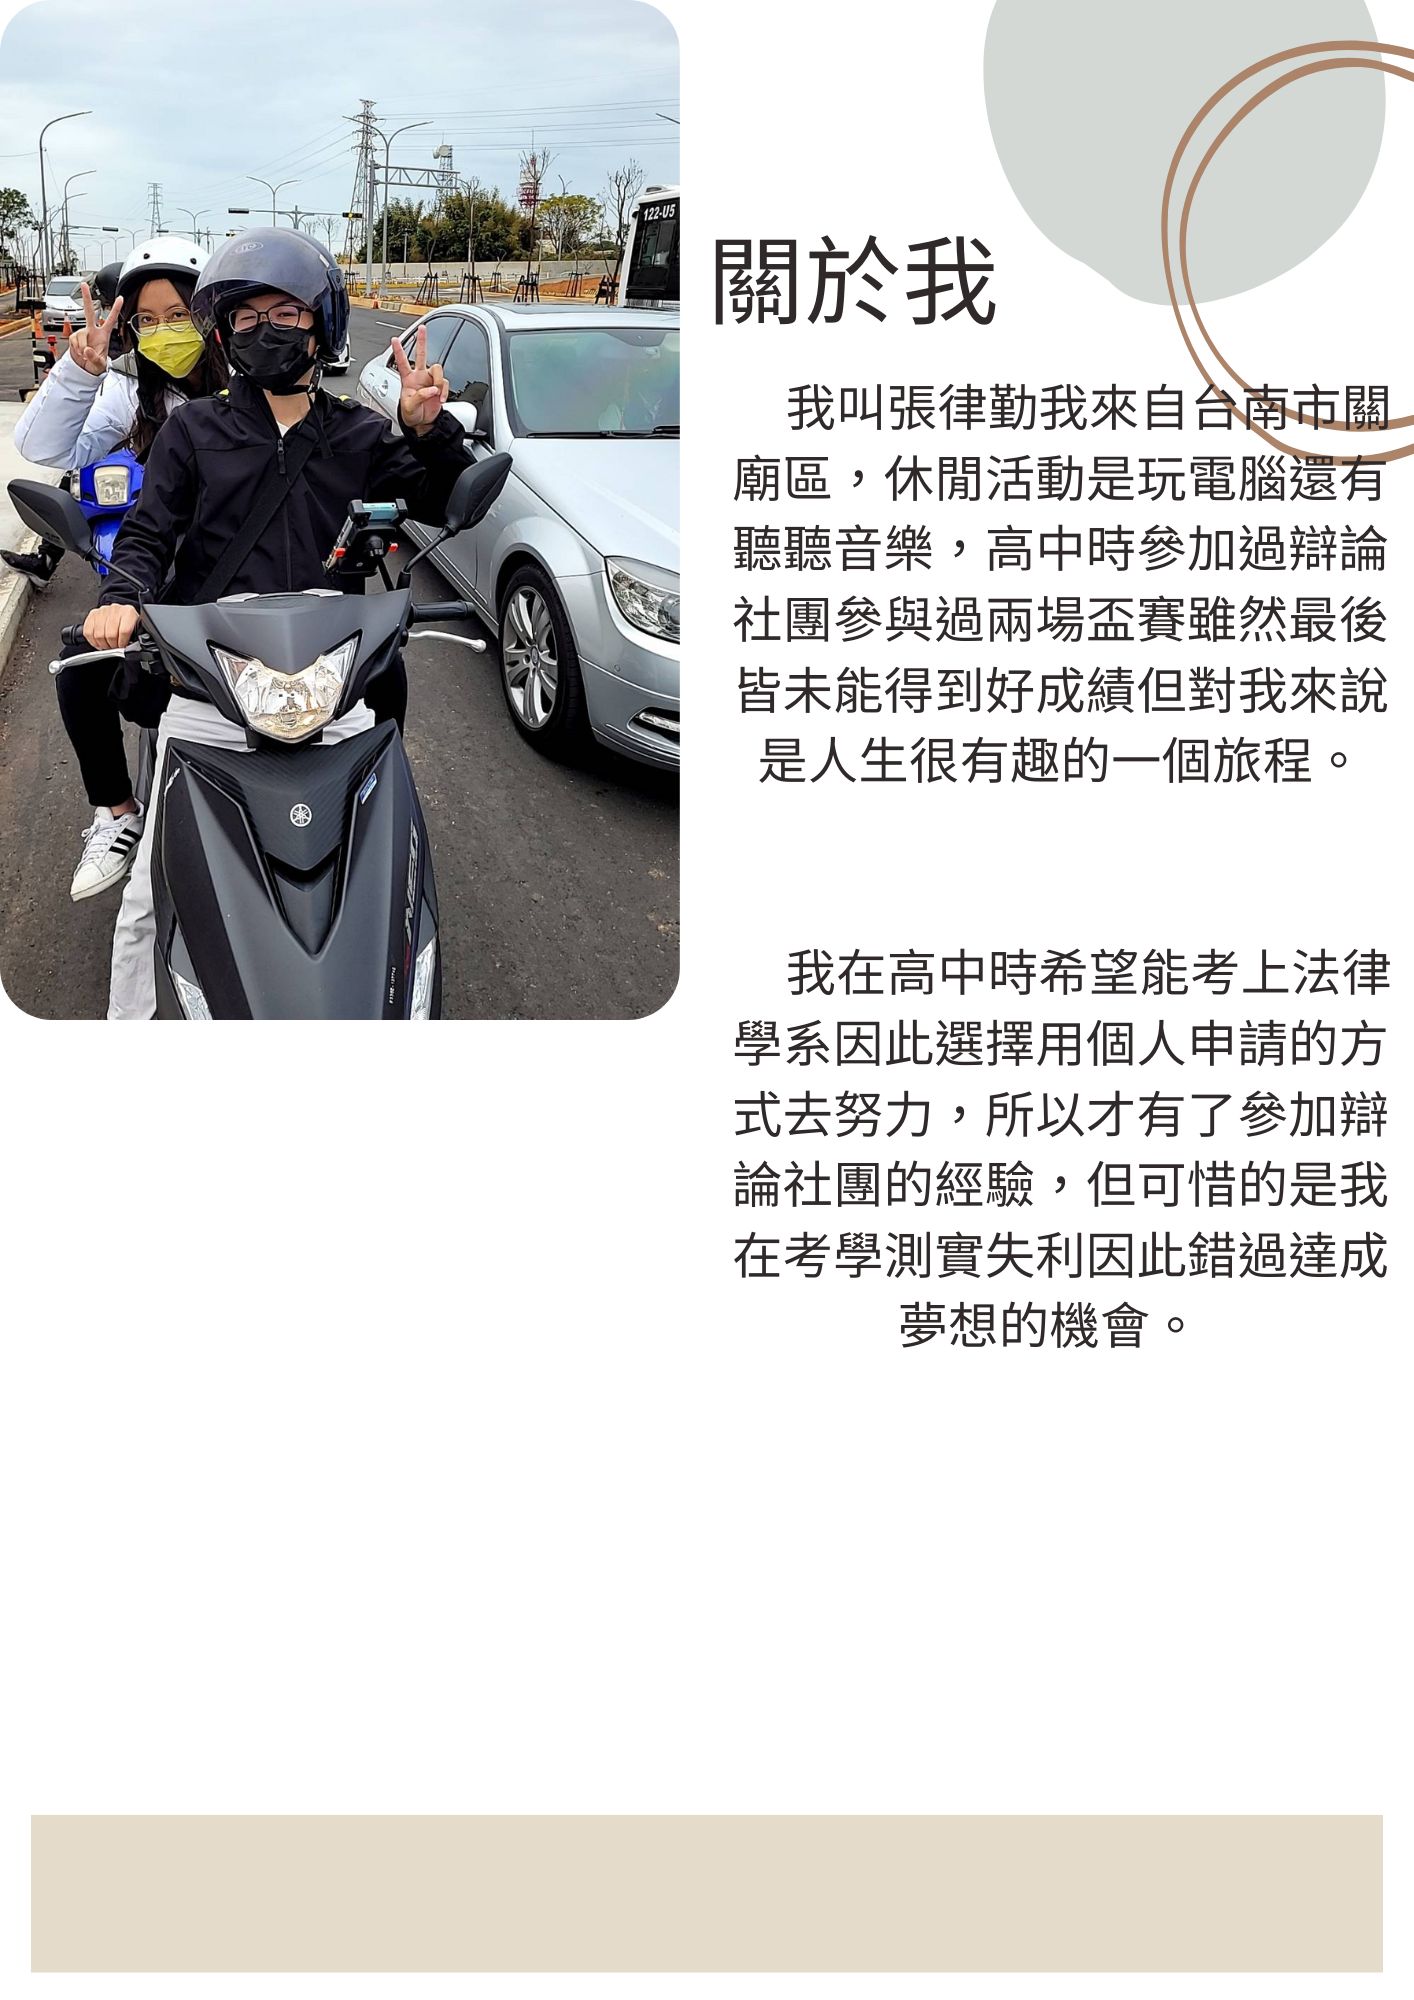 122-U5
關於我
我叫張律勤我來自台南市關
廟區，休閒活動是玩電腦還有
聽聽音樂，高中時參加過辯論
社團參與過兩場盃賽雖然最後
皆未能得到好成績但對我來說
是人生很有趣的一個旅程。
我在高中時希望能考上法律
學系因此選擇用個人申請的方
式去努力，所以才有了參加辯
論社團的經驗，但可惜的是我
在考學測實失利因此錯過達成
夢想的機會。